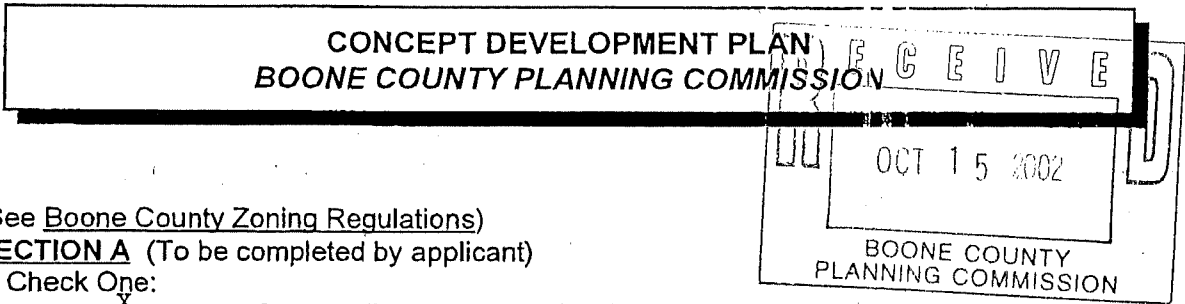 CONCEPT DEVELOPMENT PLAN
BOONE COUNTY PLANNING COMMISSION
RECEIVED
OCT 15 2002
BOONE COUNTY
PLANNING COMMISSION
See Boone County Zoning Regulations)
ECTION A (To be completed by applicant)
Check One:
X